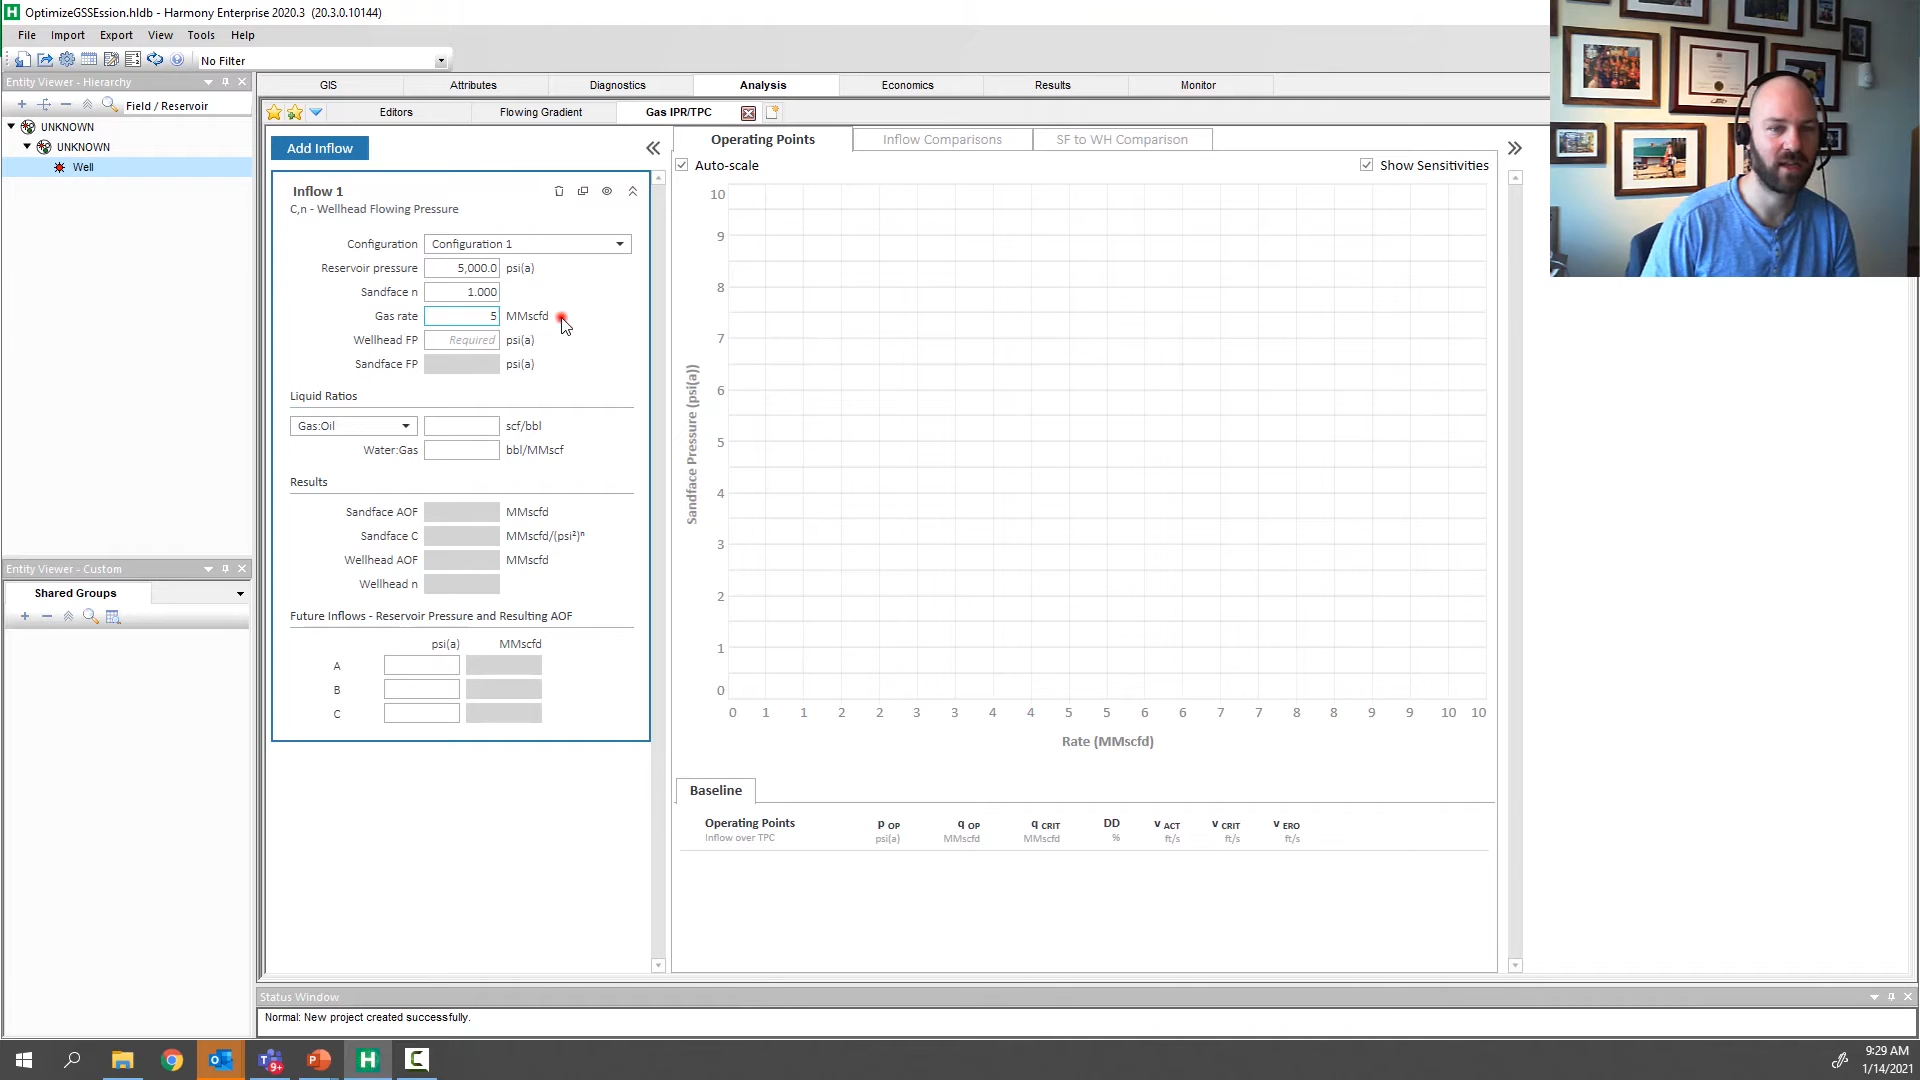 OptimizeGSSEssion.hldb - Harmony Enterprise 2020.3 (20.3.0.10144)
File Import Export View Tools Help
No Filter
Entity Viewer - Hierarchy
Field / Reservoir
UNKNOWN
UNKNOWN
Well
GIS Attributes Diagnostics Analysis Economics Results Monitor
Editors Flowing Gradient Gas IPR/TPC
Add Inflow
Operating Points Inflow Comparisons SF to WH Comparison
Auto-scale Show Sensitivities
Inflow 1
C,n - Wellhead Flowing Pressure
Configuration Configuration 1
Reservoir pressure 5,000.0 psi(a)
Sandface n 1.000
Gas rate 5 MMscfd
Wellhead FP Required psi(a)
Sandface FP psi(a)
Liquid Ratios
Gas:Oil scf/bbl
Water:Gas bbl/MMscf
Results
Sandface AOF MMscfd
Sandface C MMscfd/(psi²)ⁿ
Wellhead AOF MMscfd
Wellhead n
Future Inflows - Reservoir Pressure and Resulting AOF
psi(a) MMscfd
A
B
C
Sandface Pressure (psi(a))
10
9
8
7
6
5
4
3
2
1
0
0 1 1 2 2 3 3 4 4 5 5 6 6 7 7 8 8 9 9 10 10
Rate (MMscfd)
Baseline
Operating Points p OP q OP q CRIT DD v ACT v CRIT v ERO
Inflow over TPC psi(a) MMscfd MMscfd % ft/s ft/s ft/s
Entity Viewer - Custom
Shared Groups
Status Window
Normal: New project created successfully.
9+
9:29 AM
1/14/2021